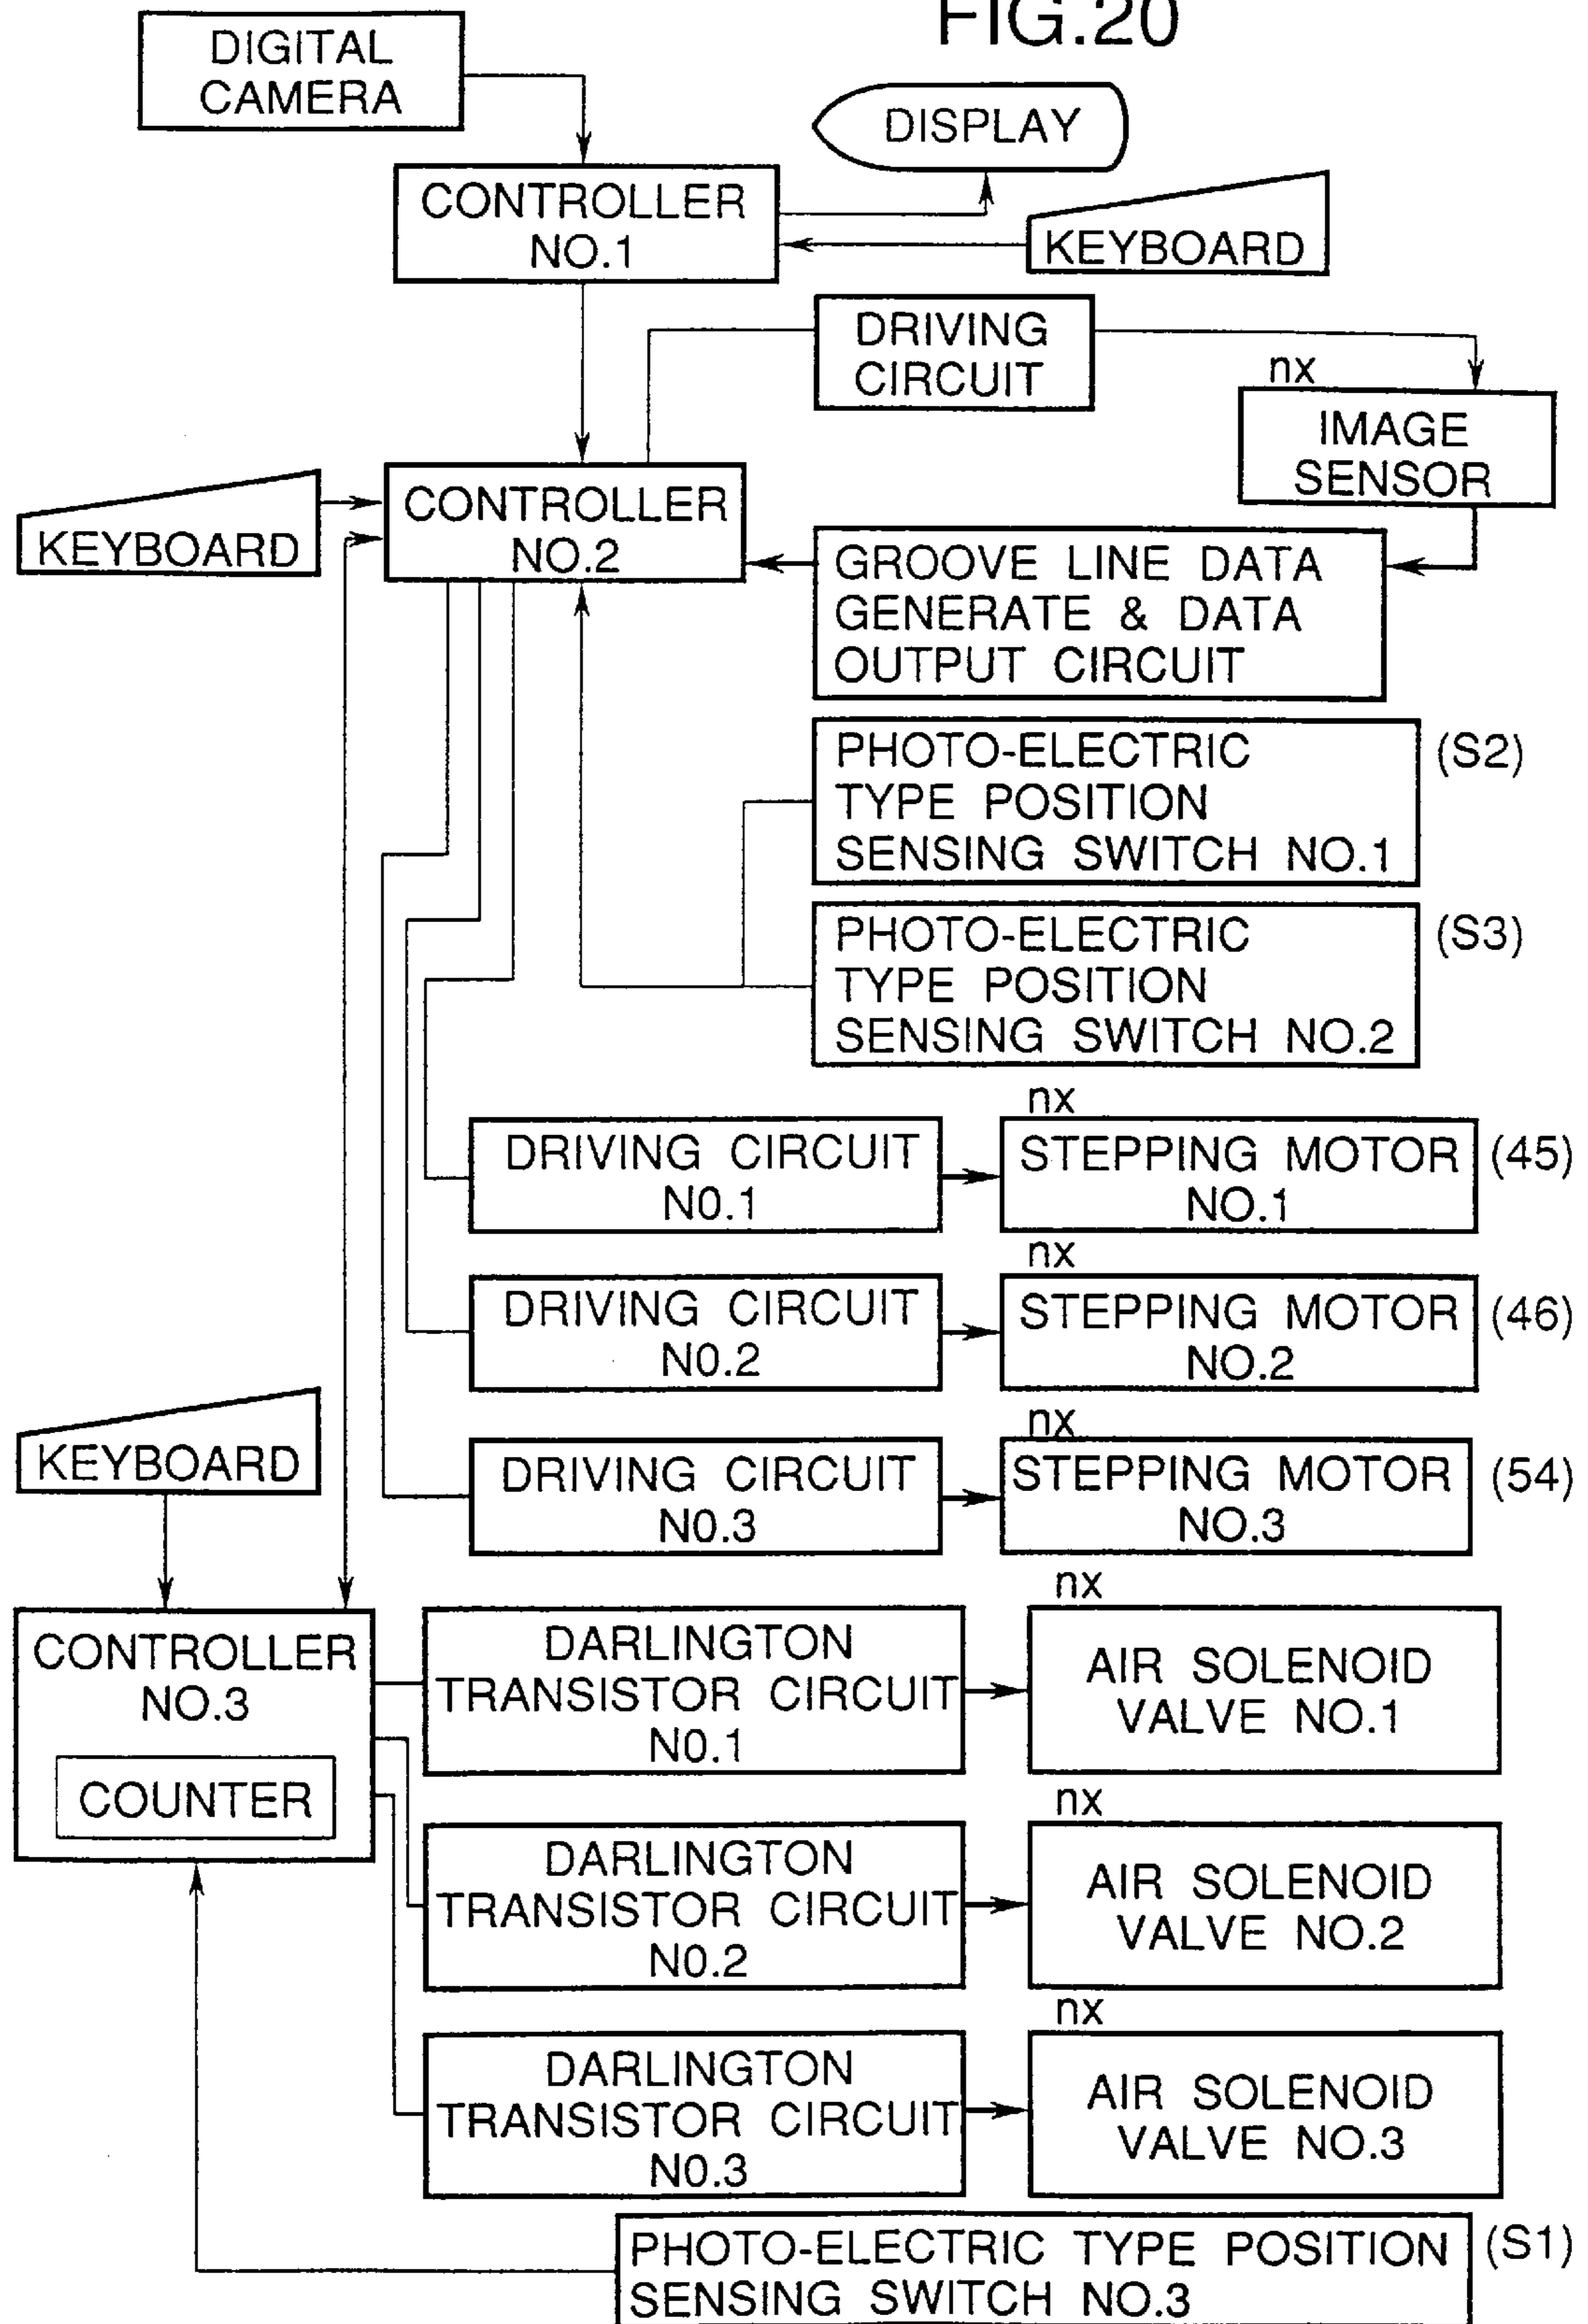 FIG.20
DIGITAL
CAMERA
DISPLAY
CONTROLLER
NO.1
KEYBOARD
DRIVING
CIRCUIT
nx
IMAGE
SENSOR
KEYBOARD
CONTROLLER
NO.2
GROOVE LINE DATA
GENERATE & DATA
OUTPUT CIRCUIT
PHOTO-ELECTRIC
TYPE POSITION
SENSING SWITCH NO.1
(S2)
PHOTO-ELECTRIC
TYPE POSITION
SENSING SWITCH NO.2
(S3)
DRIVING CIRCUIT
N0.1
nx
STEPPING MOTOR
NO.1
(45)
DRIVING CIRCUIT
N0.2
nx
STEPPING MOTOR
NO.2
(46)
KEYBOARD
DRIVING CIRCUIT
N0.3
nx
STEPPING MOTOR
NO.3
(54)
CONTROLLER
NO.3
COUNTER
DARLINGTON
TRANSISTOR CIRCUIT
N0.1
nx
AIR SOLENOID
VALVE NO.1
DARLINGTON
TRANSISTOR CIRCUIT
N0.2
nx
AIR SOLENOID
VALVE NO.2
DARLINGTON
TRANSISTOR CIRCUIT
N0.3
nx
AIR SOLENOID
VALVE NO.3
PHOTO-ELECTRIC TYPE POSITION
SENSING SWITCH NO.3
(S1)